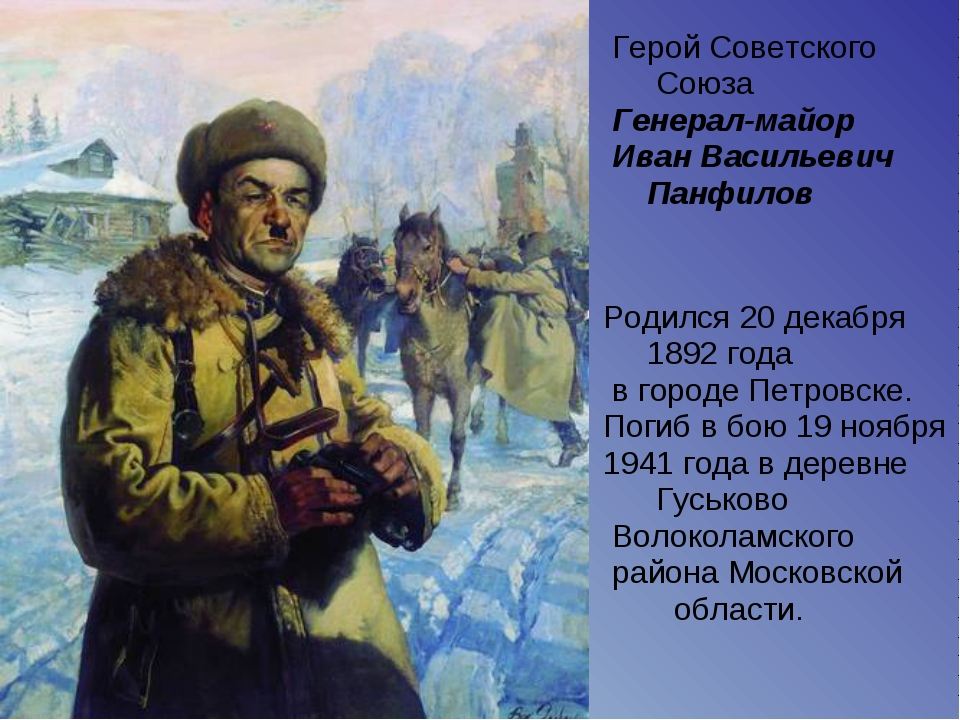 Герой Советского
Союза
Генерал-майор
Иван Васильевич
Панфилов
Родился 20 декабря
1892 года
в городе Петровске.
Погиб в бою 19 ноября
1941 года в деревне
Гуськово
Волоколамского
района Московской
области.